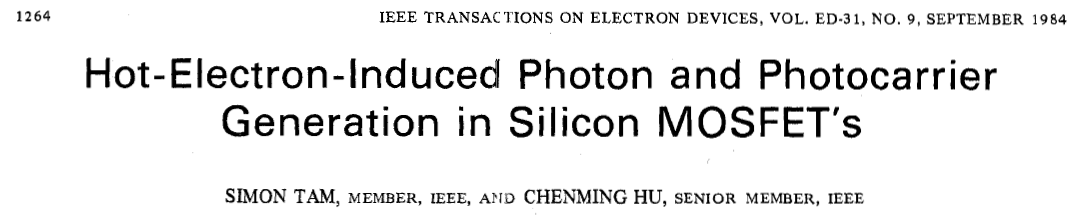 1264 IEEE TRANSACTIONS ON ELECTRON DEVICES, VOL. ED-31, NO. 9, SEPTEMBER 1984
Hot-Electron-Induced Photon and Photocarrier
Generation in Silicon MOSFET's
SIMON TAM, MEMBER, IEEE, AND CHENMING HU, SENIOR MEMBER, IEEE